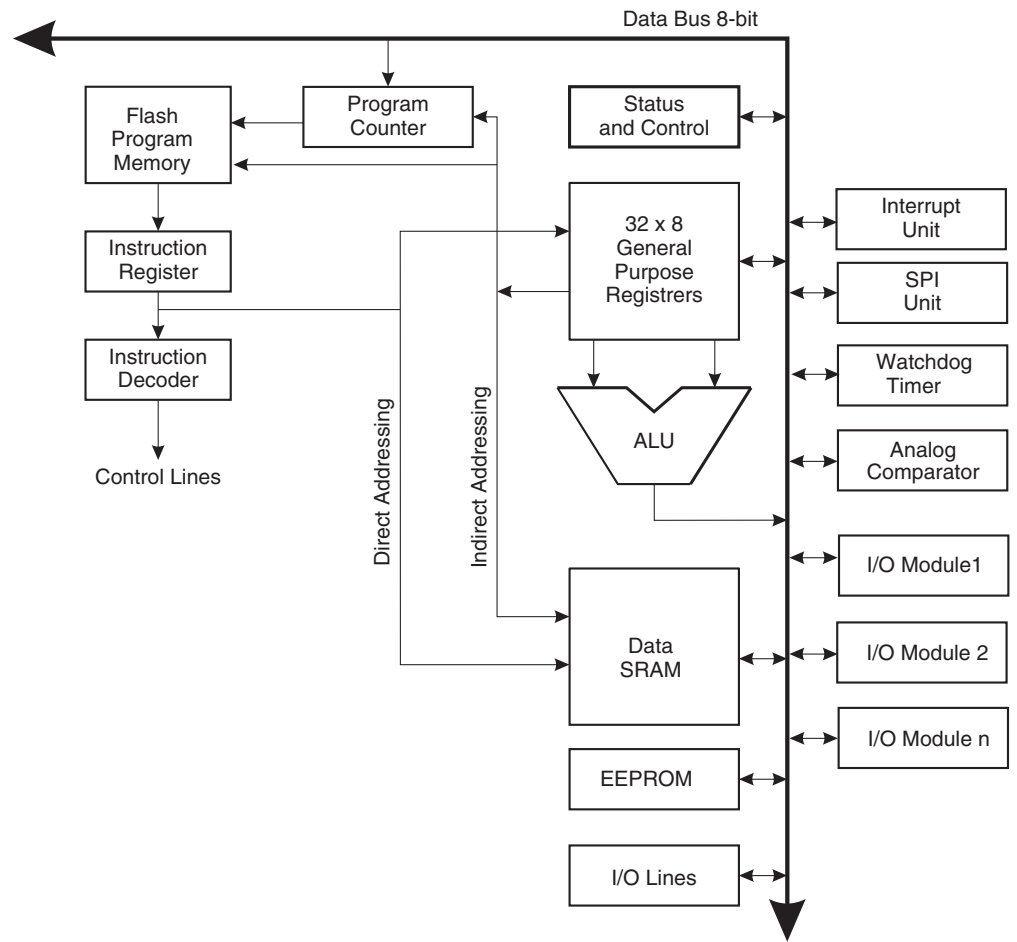 Data Bus 8-bit
Flash
Program
Memory
Program
Counter
Status
and Control
Instruction
Register
32 x 8
General
Purpose
Registrers
Interrupt
Unit
SPI
Unit
Instruction
Decoder
Watchdog
Timer
Control Lines
Direct Addressing
Indirect Addressing
ALU
Analog
Comparator
I/O Module1
Data
SRAM
I/O Module 2
I/O Module n
EEPROM
I/O Lines